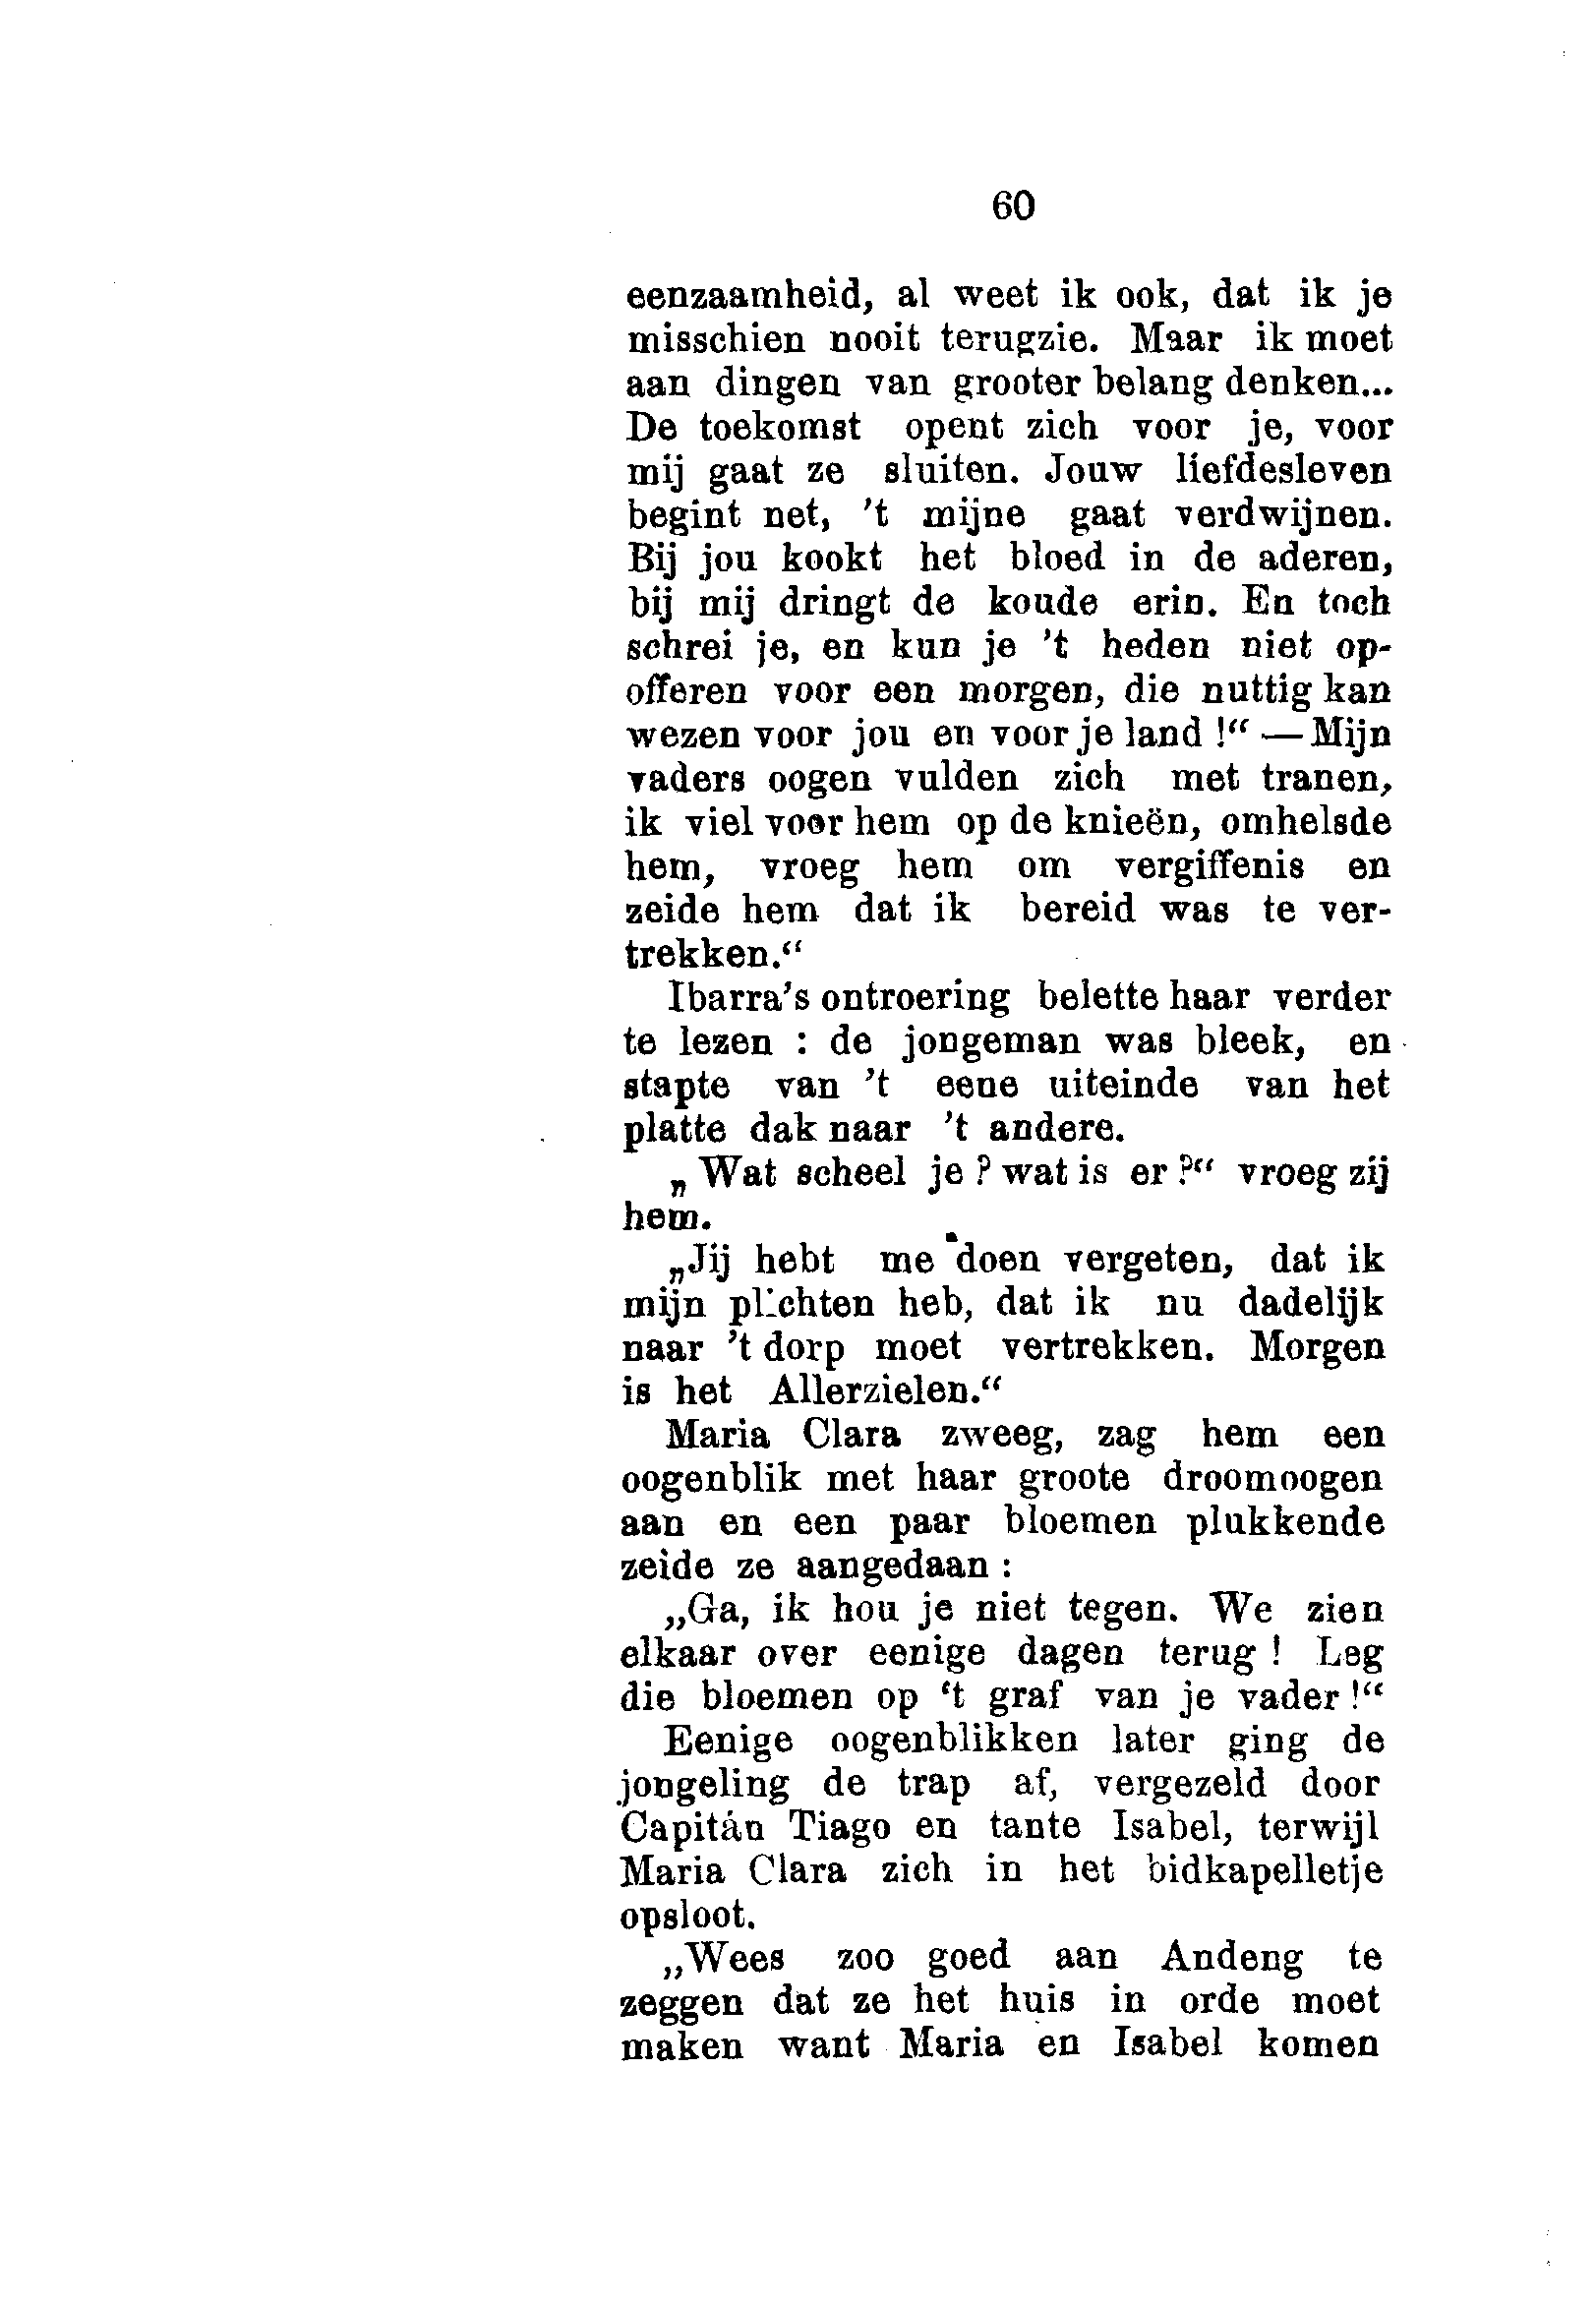 60
eenzaamheid, al weet ik ook, dat ik je
misschien nooit terugzie. Maar ik moet
aan dingen van grooter belang denken...
De toekomst opent zich voor je, voor
mij gaat ze sluiten. Jouw liefdesleven
begint net, 't mijne gaat verdwijnen.
Bij jou kookt het bloed in de aderen,
bij mij dringt de koude erin. En toch
schrei je, en kun je 't heden niet op-
offeren voor een morgen, die nuttig kan
wezen voor jou en voor je land !“ — Mijn
vaders oogen vulden zich met tranen,
ik viel voor hem op de knieën, omhelsde
hem, vroeg hem om vergiffenis en
zeide hem dat ik bereid was te ver-
trekken.“
Ibarra's ontroering belette haar verder
te lezen : de jongeman was bleek, en
stapte van 't eene uiteinde van het
platte dak naar 't andere.
„ Wat scheel je ? wat is er ?“ vroeg zij
hem.
„Jij hebt me doen vergeten, dat ik
mijn plichten heb, dat ik nu dadelijk
naar 't dorp moet vertrekken. Morgen
is het Allerzielen.“
Maria Clara zweeg, zag hem een
oogenblik met haar groote droomoogen
aan en een paar bloemen plukkende
zeide ze aangedaan :
„Ga, ik hou je niet tegen. We zien
elkaar over eenige dagen terug ! Leg
die bloemen op ‘t graf van je vader !“
Eenige oogenblikken later ging de
jongeling de trap af, vergezeld door
Capitán Tiago en tante Isabel, terwijl
Maria Clara zich in het bidkapelletje
opsloot.
„Wees zoo goed aan Andeng te
zeggen dat ze het huis in orde moet
maken want Maria en Isabel komen